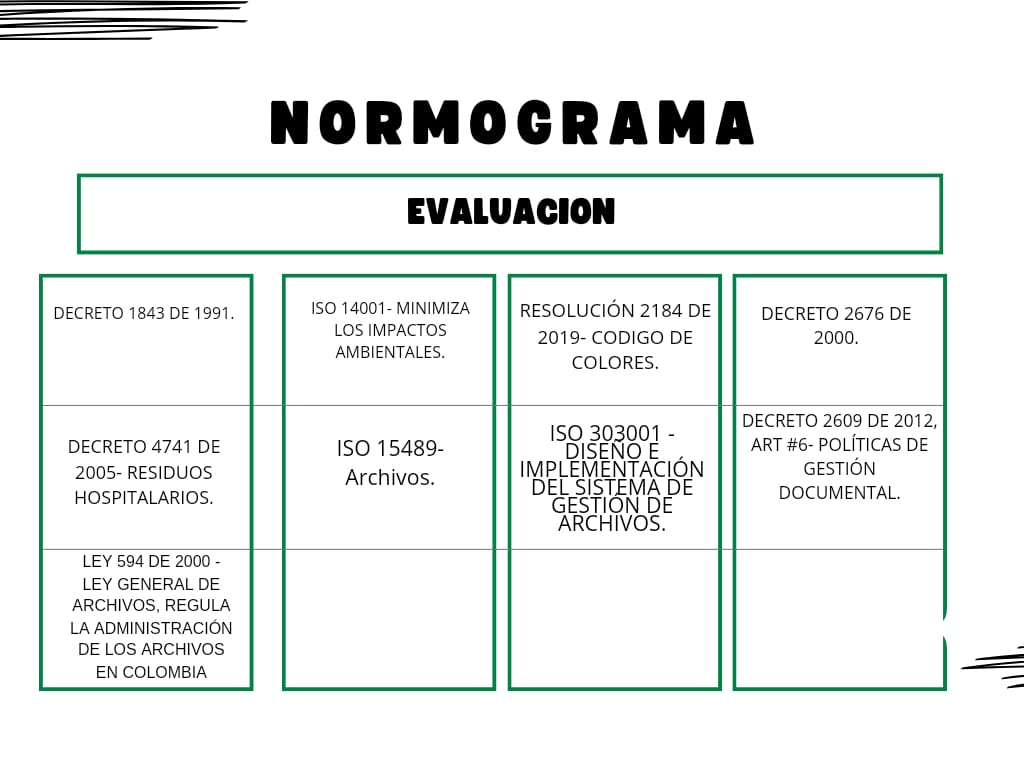 NORMOGRAMA
EVALUACION
DECRETO 1843 DE 1991.
ISO 14001- MINIMIZA
LOS IMPACTOS
AMBIENTALES.
RESOLUCIÓN 2184 DE
2019- CODIGO DE
COLORES.
DECRETO 2676 DE
2000.
DECRETO 4741 DE
2005- RESIDUOS
HOSPITALARIOS.
ISO 15489-
Archivos.
ISO 303001 -
DISEÑO E
IMPLEMENTACIÓN
DEL SISTEMA DE
GESTIÓN DE
ARCHIVOS.
DECRETO 2609 DE 2012,
ART #6- POLÍTICAS DE
GESTIÓN
DOCUMENTAL.
LEY 594 DE 2000 -
LEY GENERAL DE
ARCHIVOS, REGULA
LA ADMINISTRACIÓN
DE LOS ARCHIVOS
EN COLOMBIA